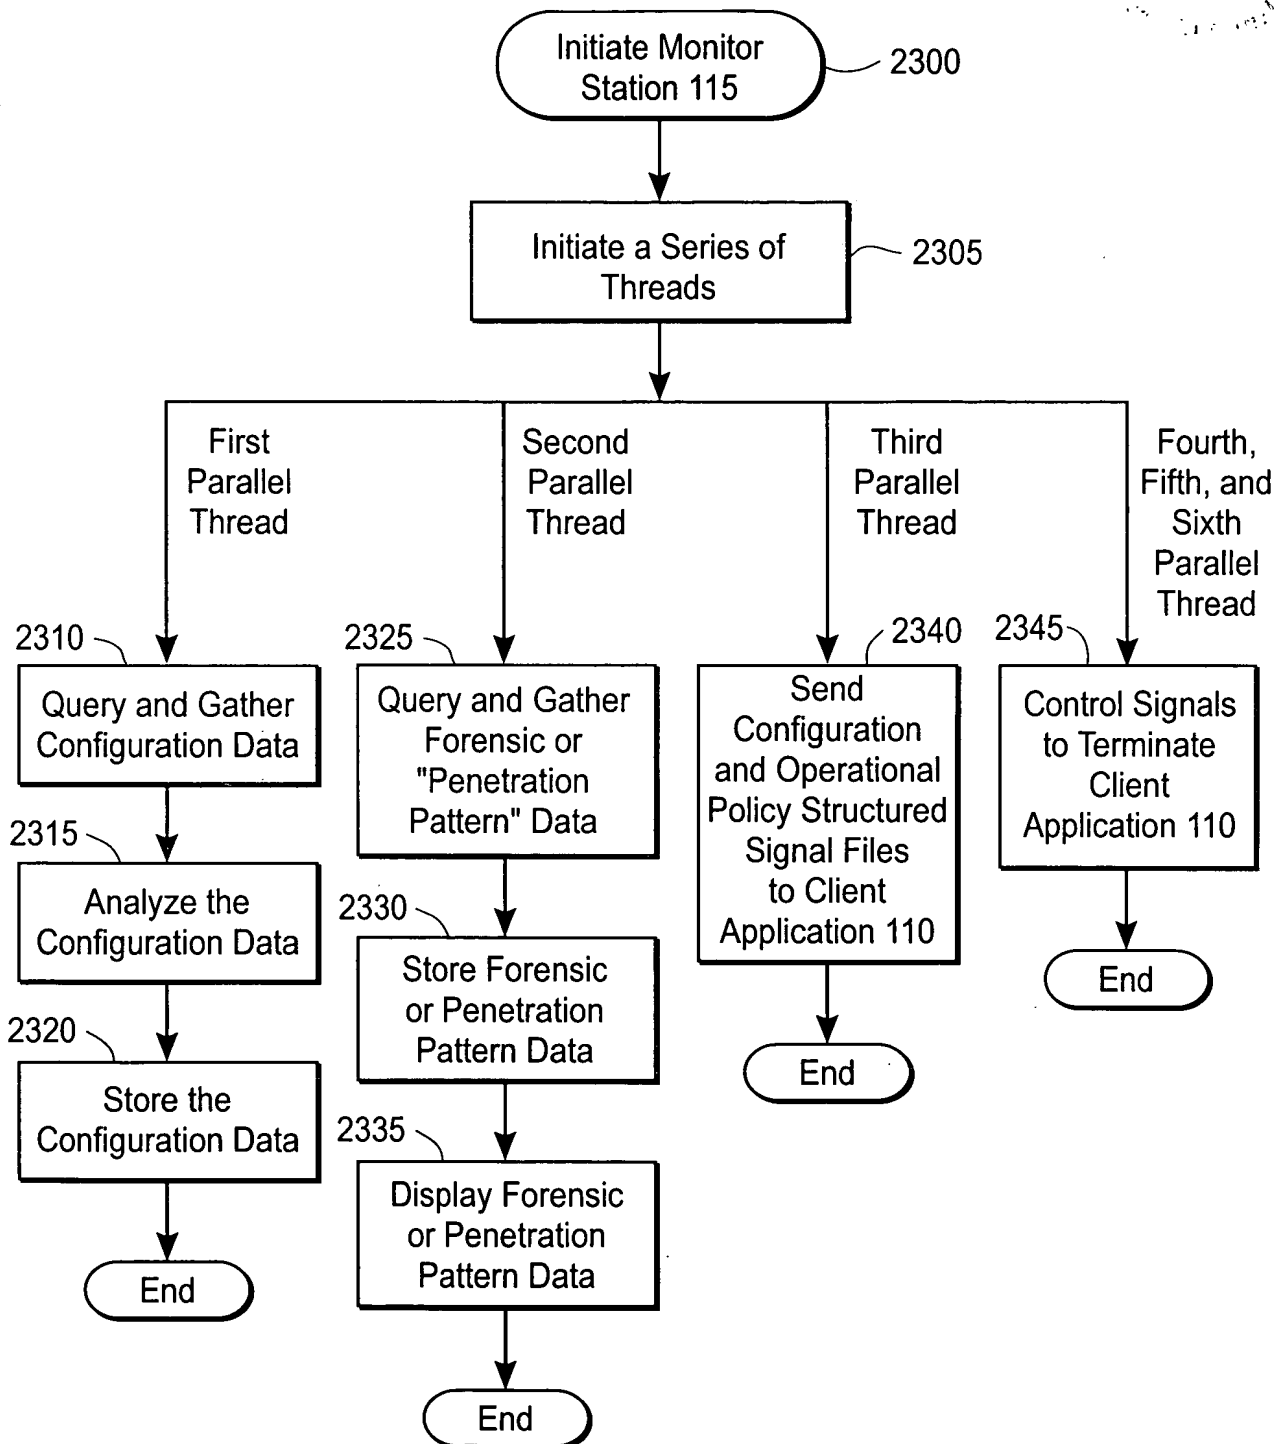 Initiate Monitor
Station 115
2300
Initiate a Series of
Threads
2305
First
Parallel
Thread
Second
Parallel
Thread
Third
Parallel
Thread
Fourth,
Fifth, and
Sixth
Parallel
Thread
2310
Query and Gather
Configuration Data
2315
Analyze the
Configuration Data
2320
Store the
Configuration Data
End
2325
Query and Gather
Forensic or
"Penetration
Pattern" Data
2330
Store Forensic
or Penetration
Pattern Data
2335
Display Forensic
or Penetration
Pattern Data
End
2340
Send
Configuration
and Operational
Policy Structured
Signal Files
to Client
Application 110
End
2345
Control Signals
to Terminate
Client
Application 110
End